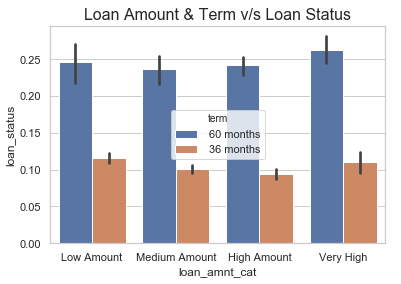 Loan Amount & Term v/s Loan Status
loan_status
0.25
0.20
0.15
0.10
0.05
0.00
term
60 months
36 months
Low Amount Medium Amount High Amount Very High
loan_amnt_cat